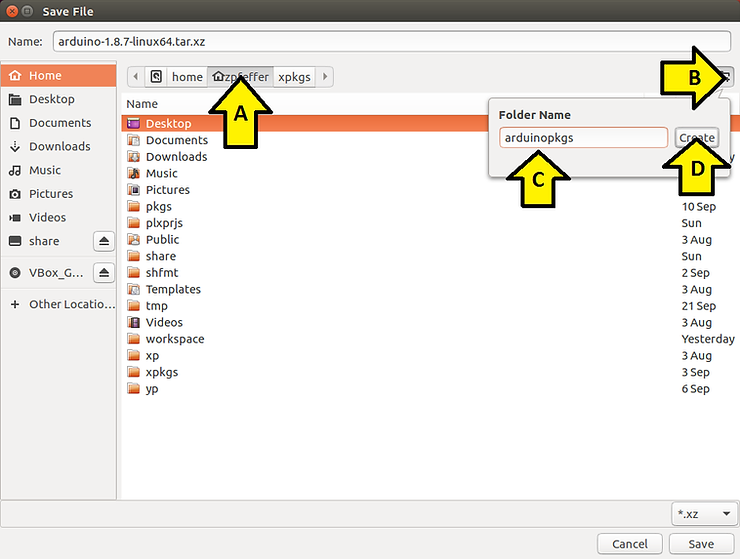 Save File
Name: arduino-1.8.7-linux64.tar.xz
Home
Desktop
Documents
Downloads
Music
Pictures
Videos
share
VBox_G…
Other Locatio…
home zpfeffer xpkgs
A
B
Name
Folder Name
arduinopkgs Create
C
D
Desktop
Documents
Downloads
Music
Pictures
pkgs 10 Sep
plxprjs Sun
Public 3 Aug
share Sun
shfmt 2 Sep
Templates 3 Aug
tmp 21 Sep
Videos 3 Aug
workspace Yesterday
xp 3 Aug
xpkgs 3 Sep
yp 6 Sep
*.xz
Cancel Save